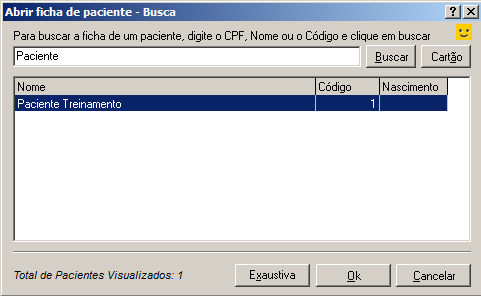 Abrir ficha de paciente - Busca
Para buscar a ficha de um paciente, digite o CPF, Nome ou o Código e clique em buscar
Paciente Buscar Cartão
Nome Código Nascimento
Paciente Treinamento 1
Total de Pacientes Visualizados: 1 Exaustiva Ok Cancelar